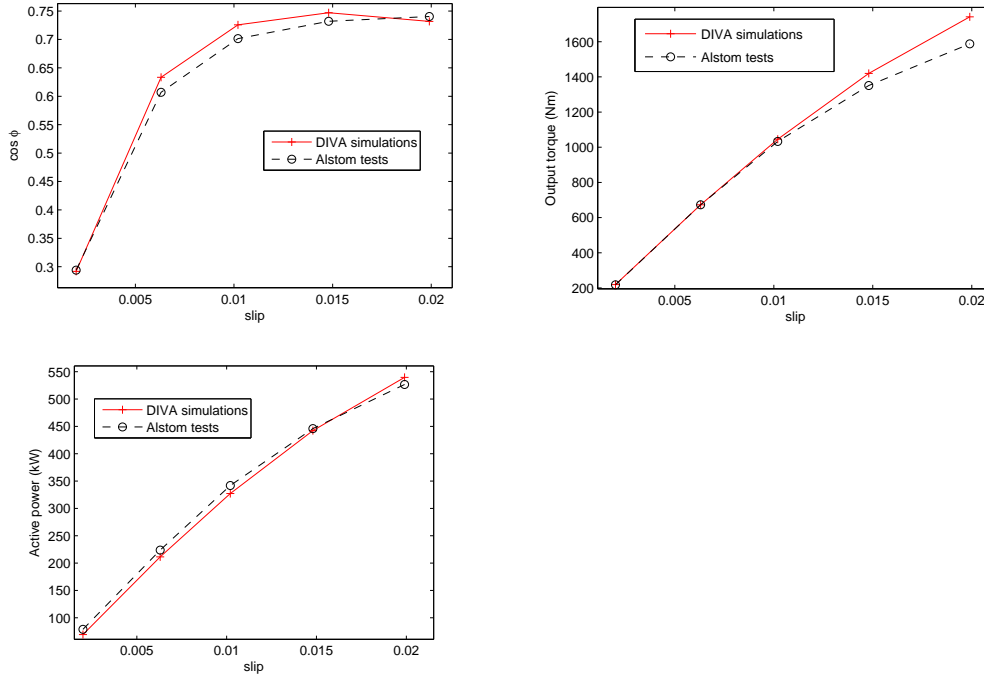 0.75
0.7
0.65
0.6
0.55
0.5
0.45
0.4
0.35
0.3
cos ϕ
DIVA simulations
Alstom tests
0.005 0.01 0.015 0.02
slip
1600
1400
1200
1000
800
600
400
200
Output torque (Nm)
DIVA simulations
Alstom tests
0.005 0.01 0.015 0.02
slip
550
500
450
400
350
300
250
200
150
100
Active power (kW)
DIVA simulations
Alstom tests
0.005 0.01 0.015 0.02
slip